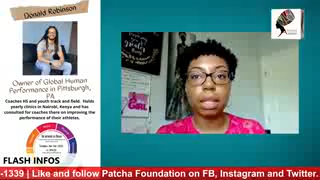 Donald Robinson
Owner of Global Human
Performance in Pittsburgh,
PA
Coaches HS and youth track and field. Holds
yearly clinics in Nairobi, Kenya and has
consulted for coaches there on improving the
performance of their athletes.
FLASH INFOS
-1339 | Like and follow Patcha Foundation on FB, Instagram and Twitter.